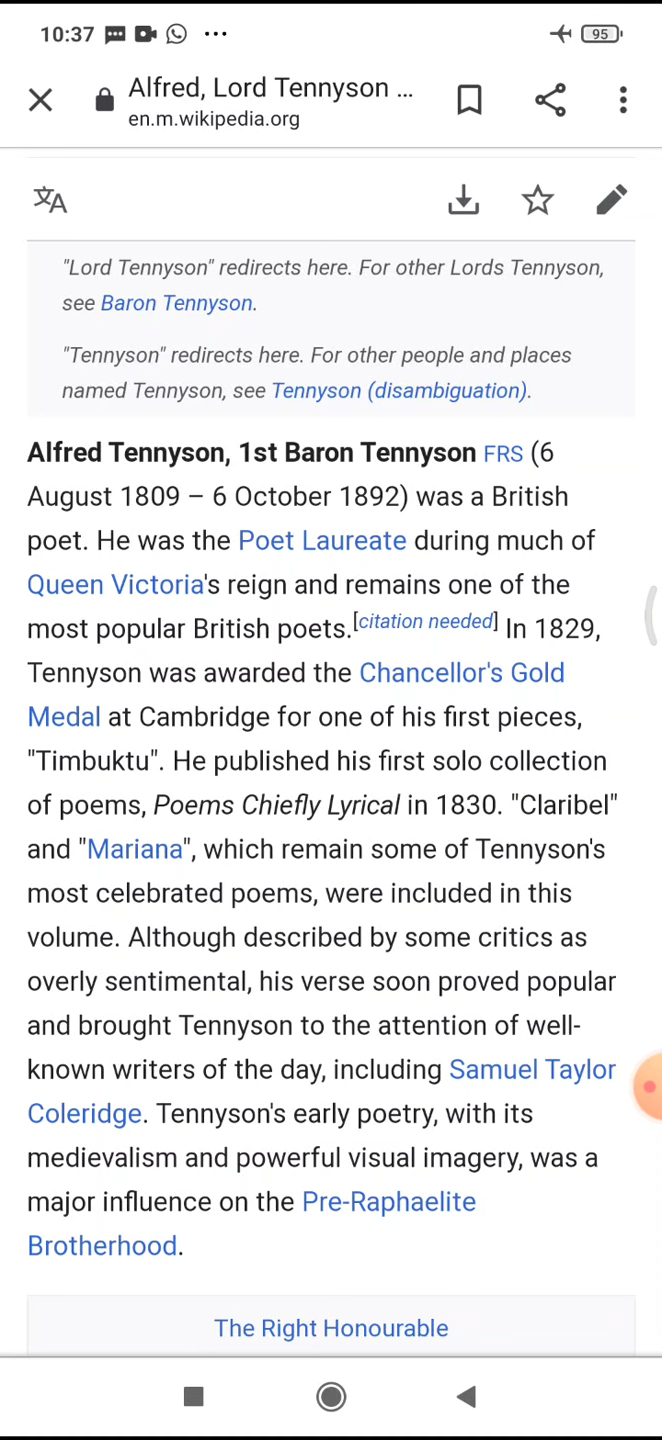 10:37
95
Alfred, Lord Tennyson ...
en.m.wikipedia.org
"Lord Tennyson" redirects here. For other Lords Tennyson,
see Baron Tennyson.
"Tennyson" redirects here. For other people and places
named Tennyson, see Tennyson (disambiguation).
Alfred Tennyson, 1st Baron Tennyson FRS (6
August 1809 – 6 October 1892) was a British
poet. He was the Poet Laureate during much of
Queen Victoria's reign and remains one of the
most popular British poets.[citation needed] In 1829,
Tennyson was awarded the Chancellor's Gold
Medal at Cambridge for one of his first pieces,
"Timbuktu". He published his first solo collection
of poems, Poems Chiefly Lyrical in 1830. "Claribel"
and "Mariana", which remain some of Tennyson's
most celebrated poems, were included in this
volume. Although described by some critics as
overly sentimental, his verse soon proved popular
and brought Tennyson to the attention of well-
known writers of the day, including Samuel Taylor
Coleridge. Tennyson's early poetry, with its
medievalism and powerful visual imagery, was a
major influence on the Pre-Raphaelite
Brotherhood.
The Right Honourable